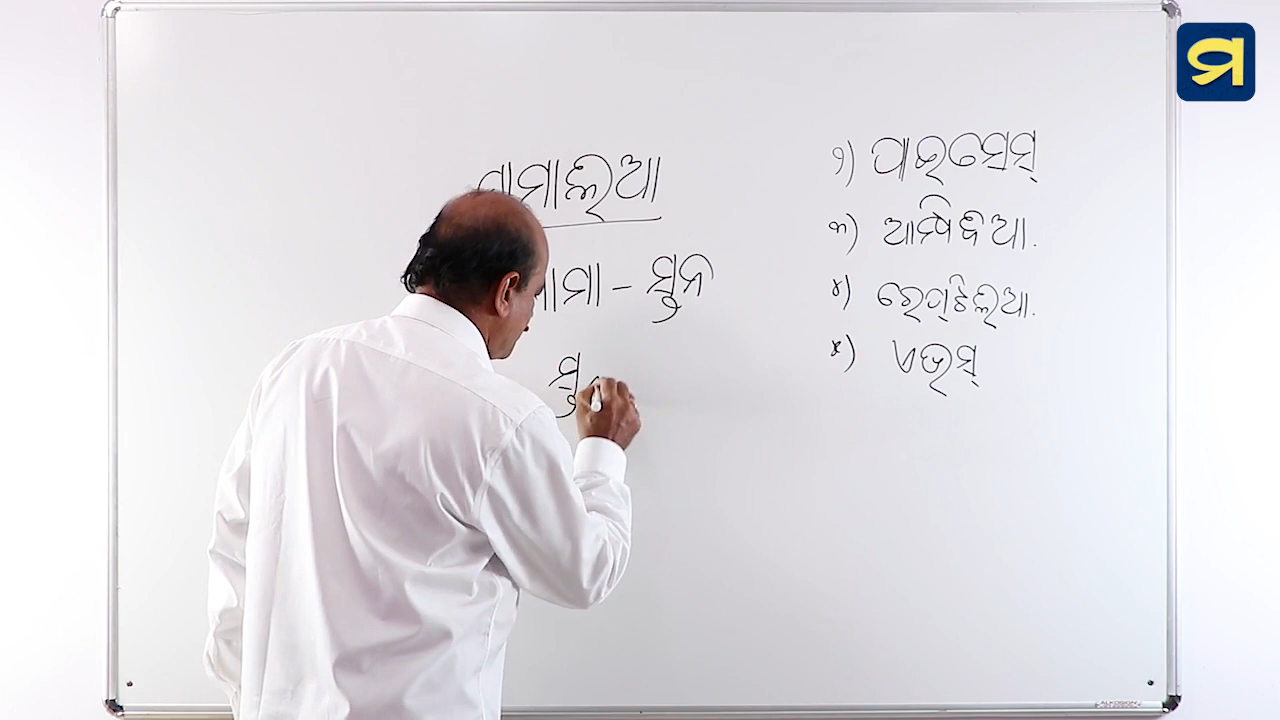 ମାମାଲିଆ
ମାମା - ସ୍ତନ
ସ୍ତ
୨) ପାଇସେସ୍
୩) ଆମ୍ଫିବିଆ.
୪) ରେପ୍ଟିଲିଆ.
୫) ଏଭସ୍
ମ